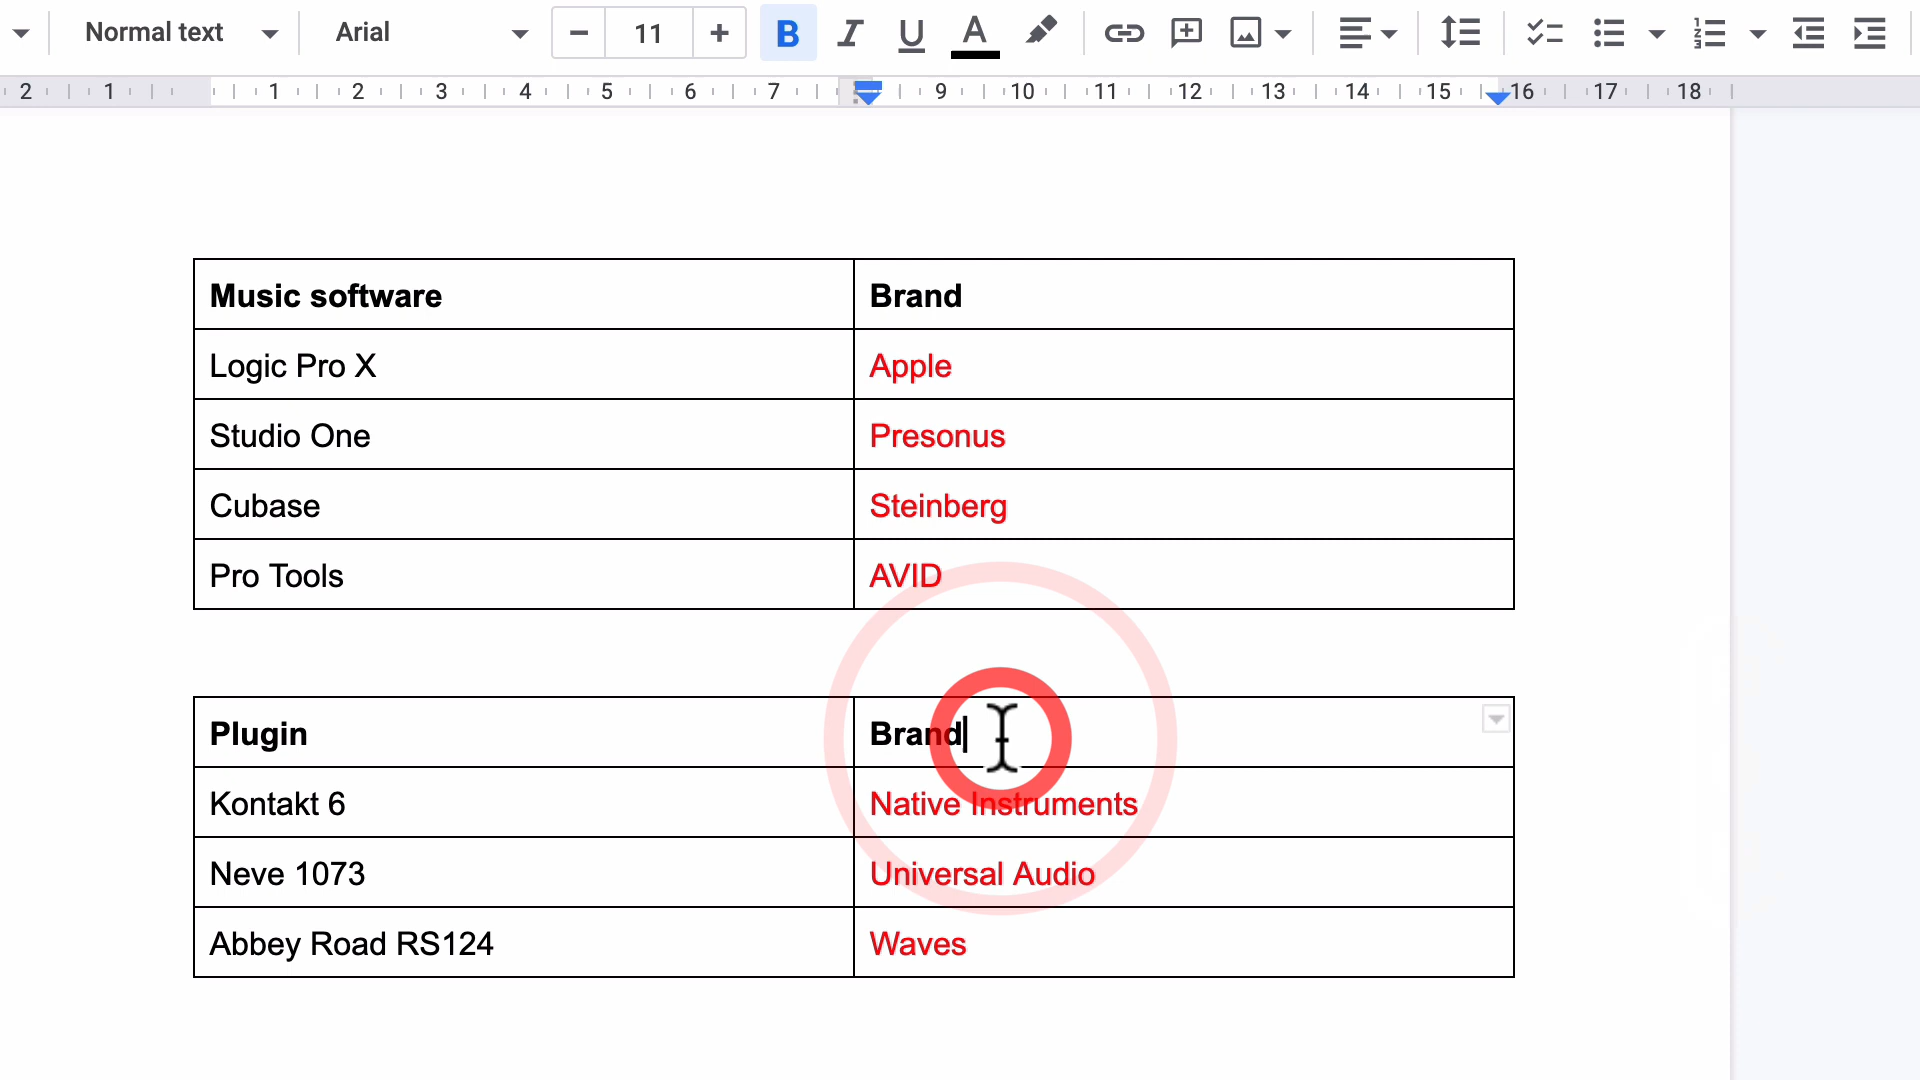 Normal text Arial − 11 + B I U A
2 1 1 2 3 4 5 6 7 9 10 11 12 13 14 15 16 17 18
Music software Brand
Logic Pro X Apple
Studio One Presonus
Cubase Steinberg
Pro Tools AVID
Plugin Brand
Kontakt 6 Native Instruments
Neve 1073 Universal Audio
Abbey Road RS124 Waves